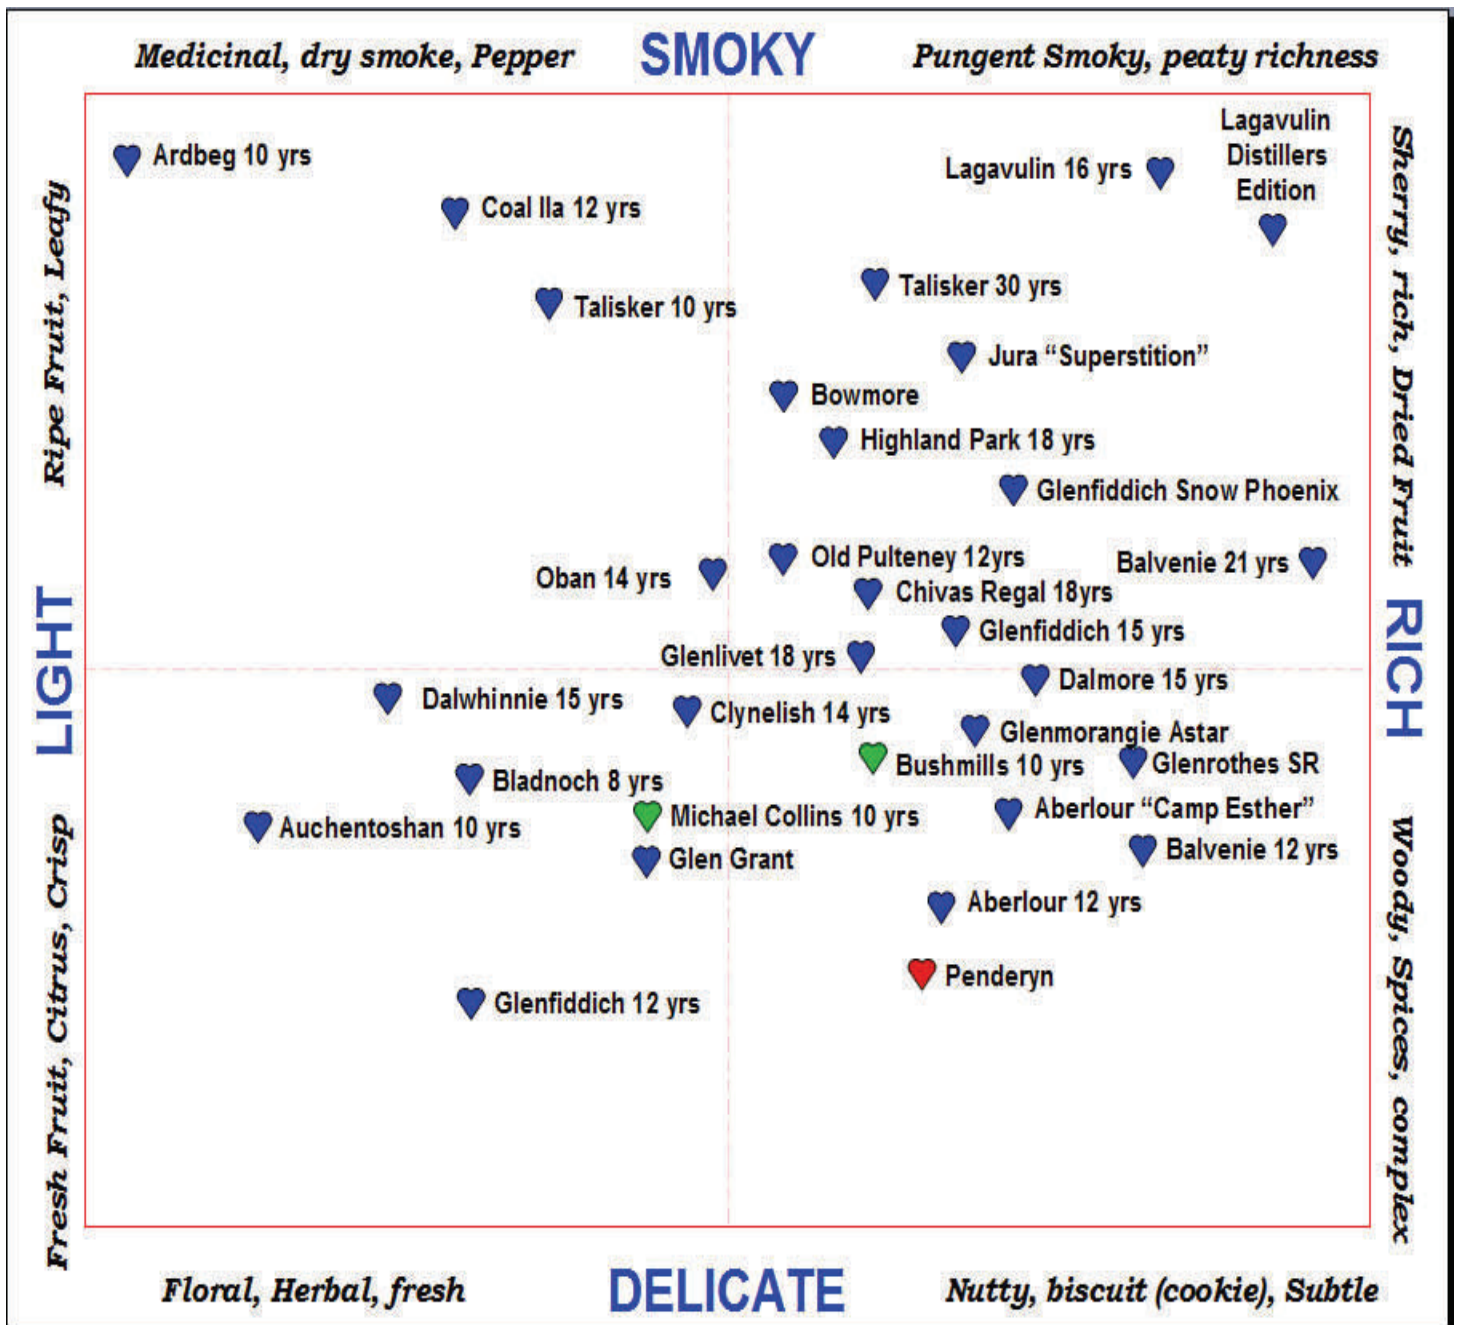 SMOKY
Medicinal, dry smoke, Pepper
Pungent Smoky, peaty richness
Lagavulin
Distillers
Edition
Ardbeg 10 yrs
Lagavulin 16 yrs
Coal Ila 12 yrs
Talisker 30 yrs
Talisker 10 yrs
Jura “Superstition”
Bowmore
Highland Park 18 yrs
Glenfiddich Snow Phoenix
Old Pulteney 12yrs
Balvenie 21 yrs
Oban 14 yrs
Chivas Regal 18yrs
Glenfiddich 15 yrs
Glenlivet 18 yrs
Dalmore 15 yrs
Dalwhinnie 15 yrs
Clynelish 14 yrs
Glenmorangie Astar
Bushmills 10 yrs
Glenrothes SR
Bladnoch 8 yrs
Michael Collins 10 yrs
Aberlour “Camp Esther”
Auchentoshan 10 yrs
Glen Grant
Balvenie 12 yrs
Aberlour 12 yrs
Penderyn
Glenfiddich 12 yrs
Ripe Fruit, Leafy
LIGHT
Fresh Fruit, Citrus, Crisp
Sherry, rich, Dried Fruit
RICH
Woody, Spices, complex
Floral, Herbal, fresh
DELICATE
Nutty, biscuit (cookie), Subtle